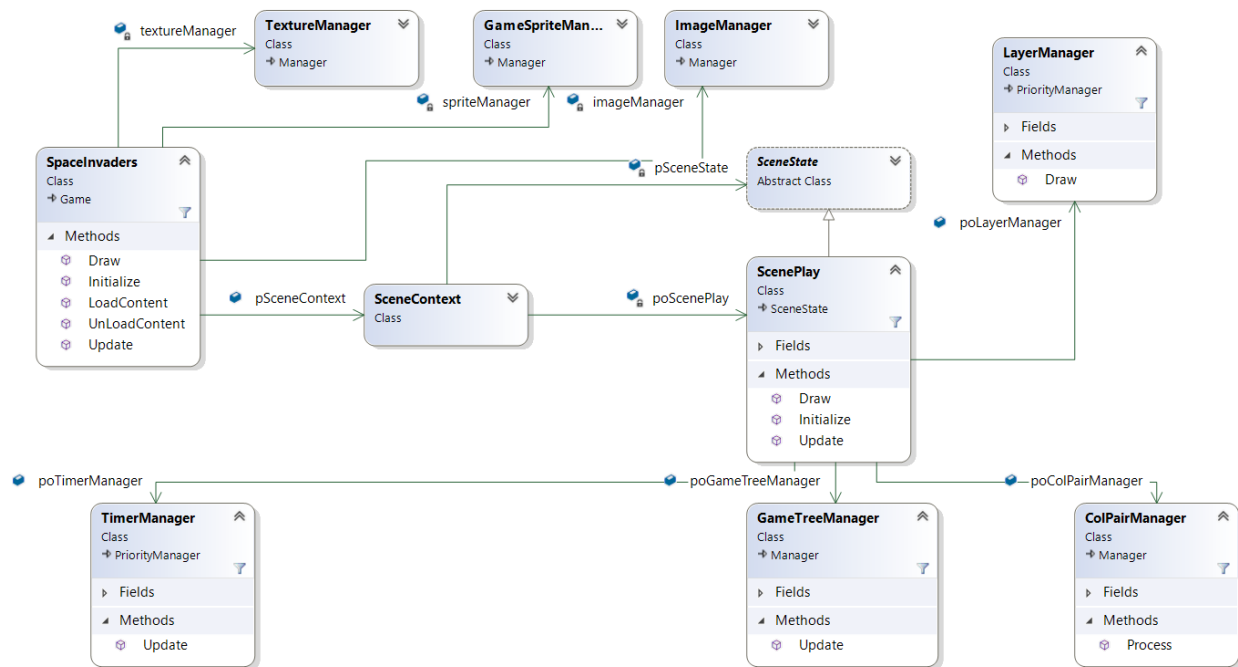 TextureManager
Class
Manager
textureManager
GameSpriteMan...
Class
Manager
spriteManager
ImageManager
Class
Manager
imageManager
LayerManager
Class
PriorityManager
Fields
Methods
Draw
SpaceInvaders
Class
Game
Methods
Draw
Initialize
LoadContent
UnLoadContent
Update
pSceneState
SceneState
Abstract Class
poLayerManager
pSceneContext
SceneContext
Class
poScenePlay
ScenePlay
Class
SceneState
Fields
Methods
Draw
Initialize
Update
poTimerManager
poGameTreeManager
poColPairManager
TimerManager
Class
PriorityManager
Fields
Methods
Update
GameTreeManager
Class
Manager
Fields
Methods
Update
ColPairManager
Class
Manager
Fields
Methods
Process